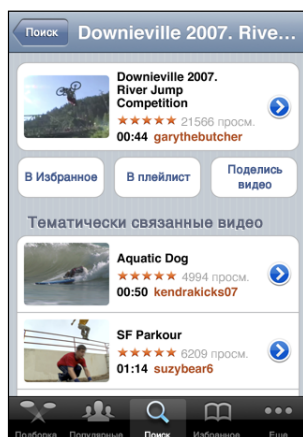 Поиск
Downieville 2007. Rive...
Downieville 2007.
River Jump
Competition
21566 просм.
00:44 garythebutcher
В Избранное
В плейлист
Поделись
видео
Тематически связанные видео
Aquatic Dog
4994 просм.
00:50 kendrakicks07
SF Parkour
6209 просм.
01:14 suzybear6
Подборка Популярные Поиск Избранное Еще